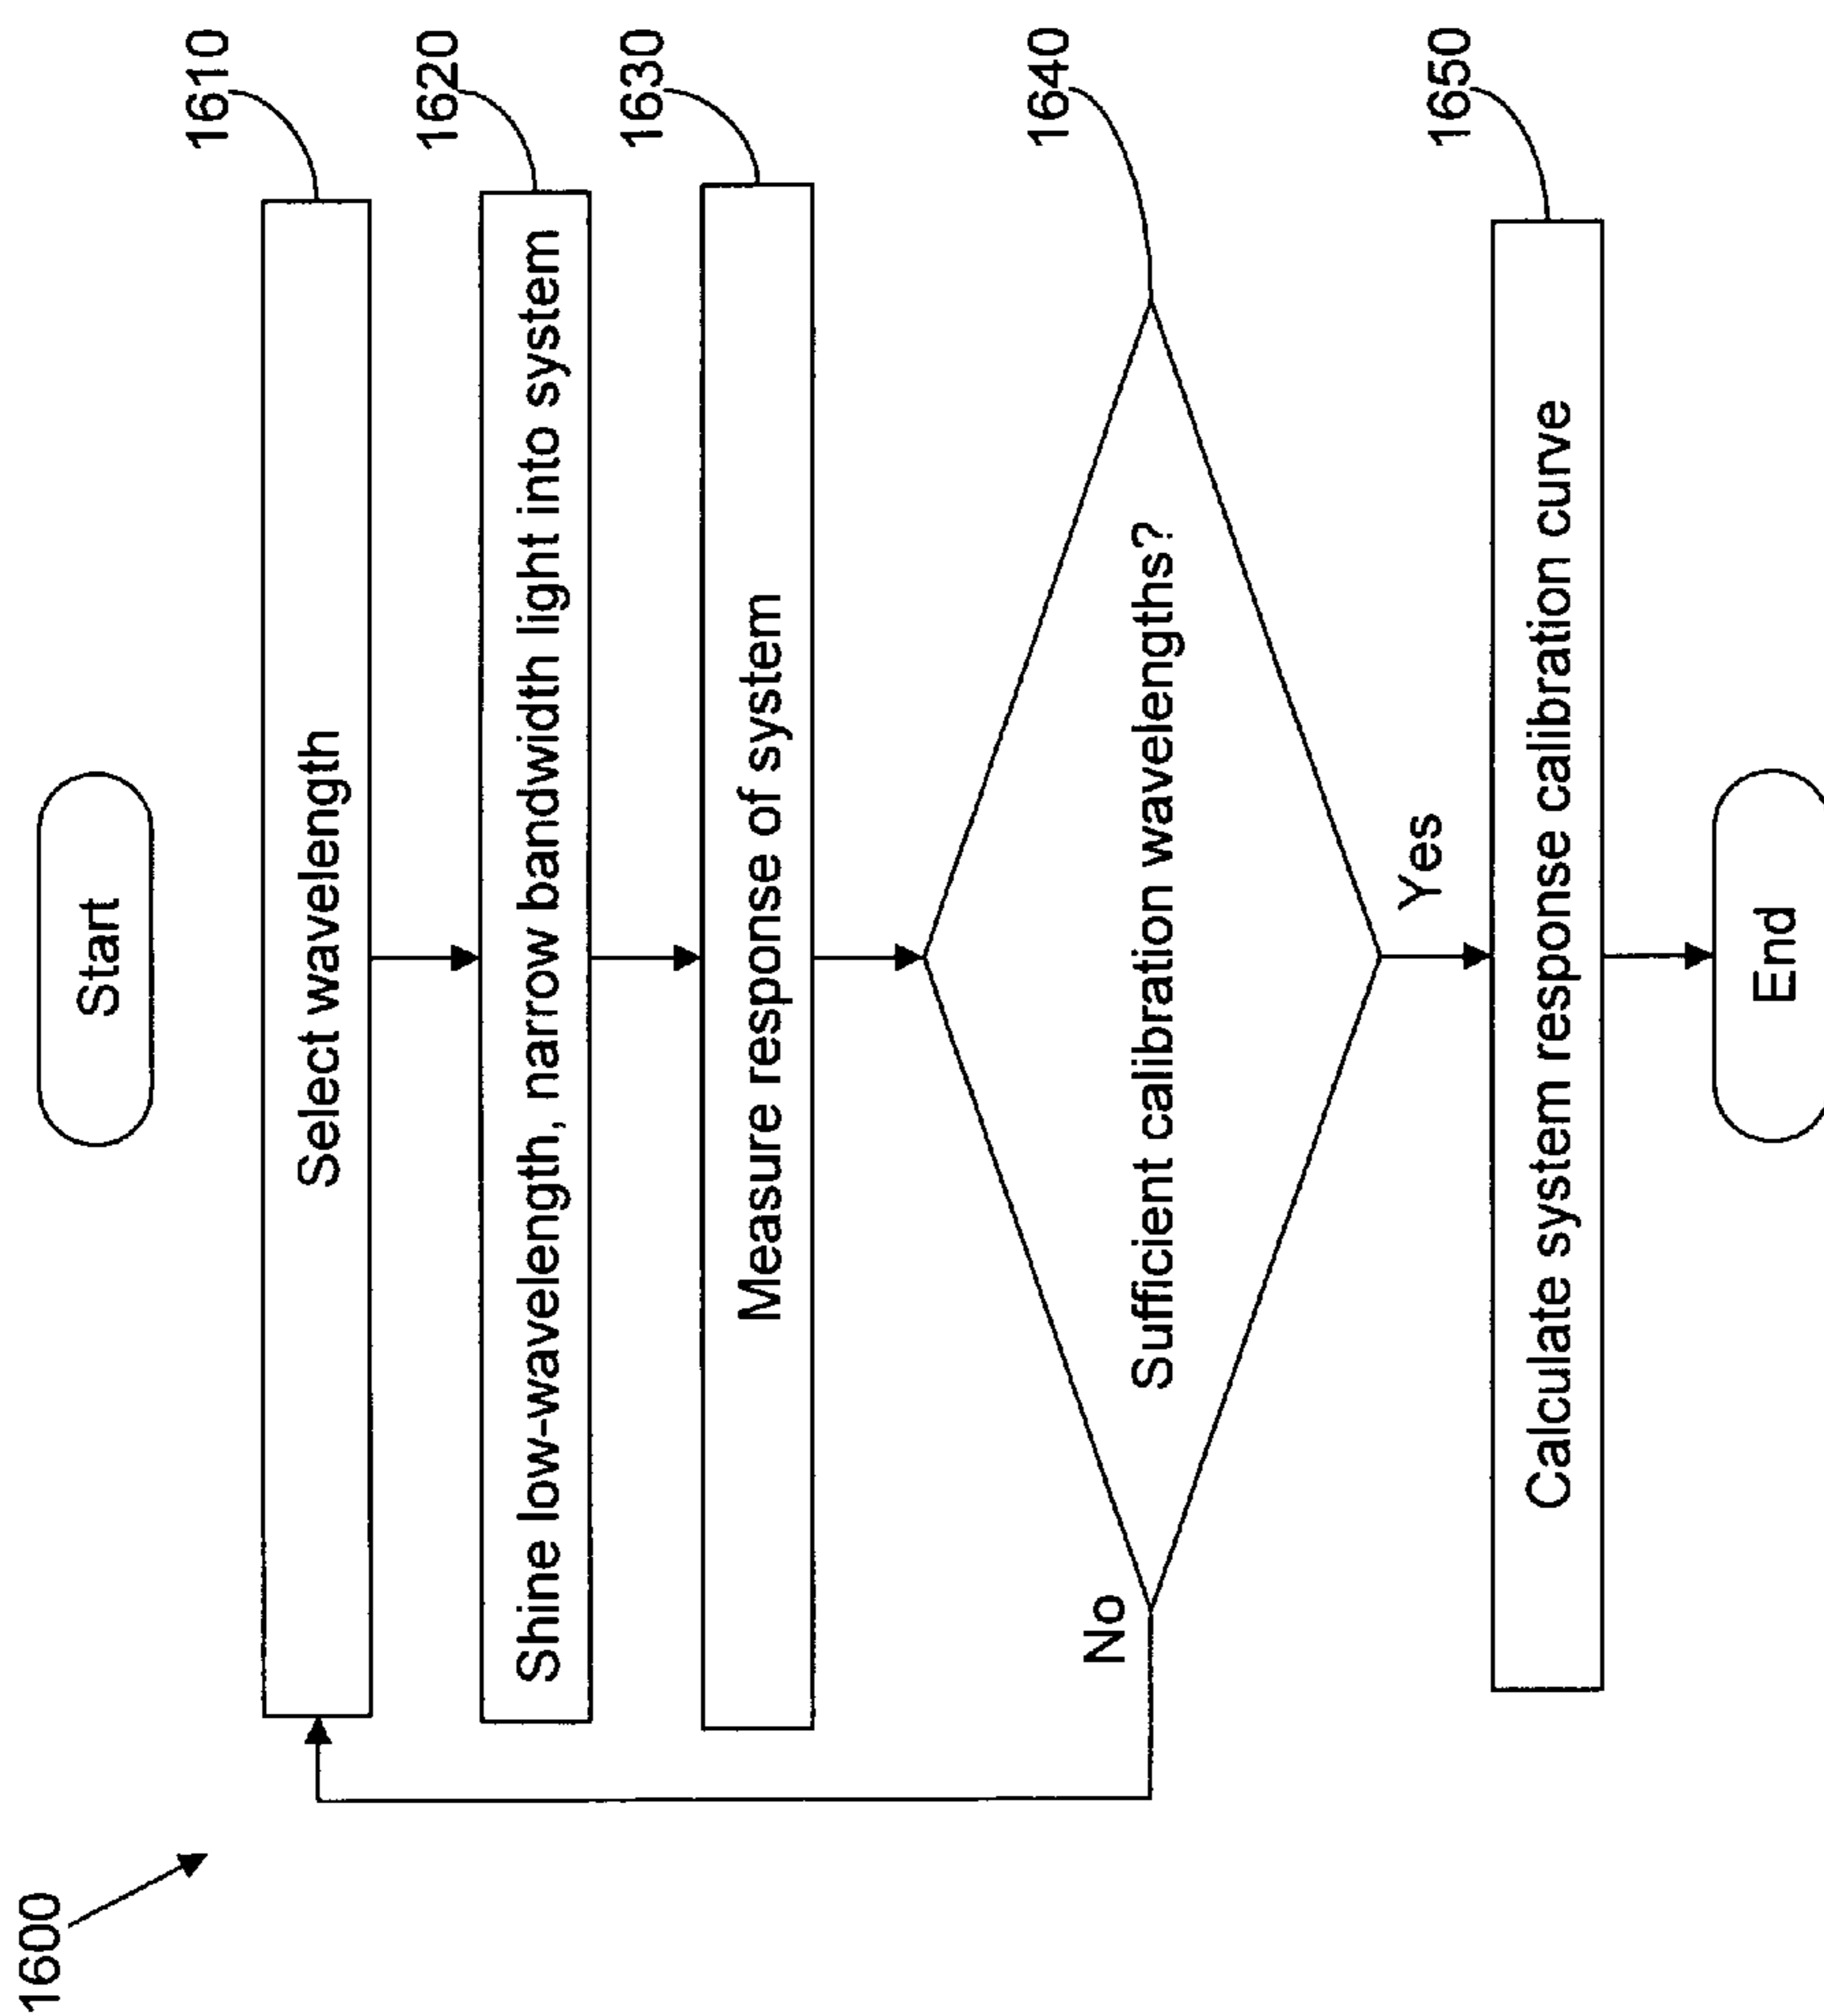 1600
Start
Select wavelength
1610
Shine low-wavelength, narrow bandwidth light into system
1620
Measure response of system
1630
Sufficient calibration wavelengths?
1640
No
Yes
Calculate system response calibration curve
1650
End